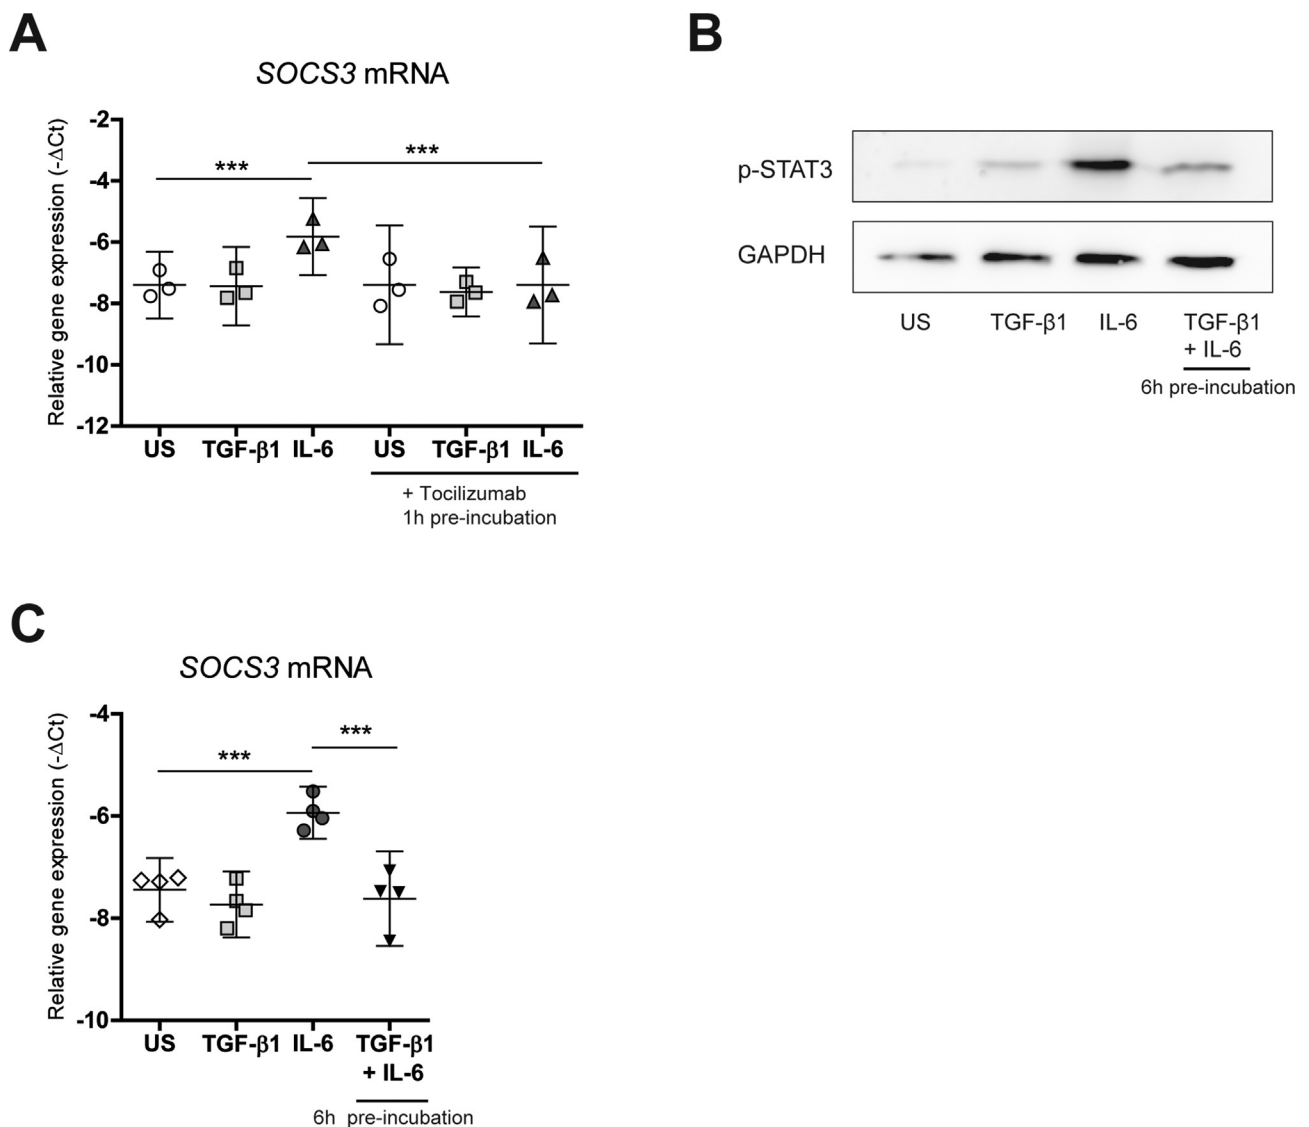 A
SOCS3 mRNA
Relative gene expression (-ΔCt)
-2
-4
-6
-8
-10
-12
***
***
US TGF-β1 IL-6 US TGF-β1 IL-6
+ Tocilizumab
1h pre-incubation
B
p-STAT3
GAPDH
US TGF-β1 IL-6 TGF-β1
+ IL-6
6h pre-incubation
C
SOCS3 mRNA
Relative gene expression (-ΔCt)
-4
-6
-8
-10
***
***
US TGF-β1 IL-6 TGF-β1
+ IL-6
6h pre-incubation